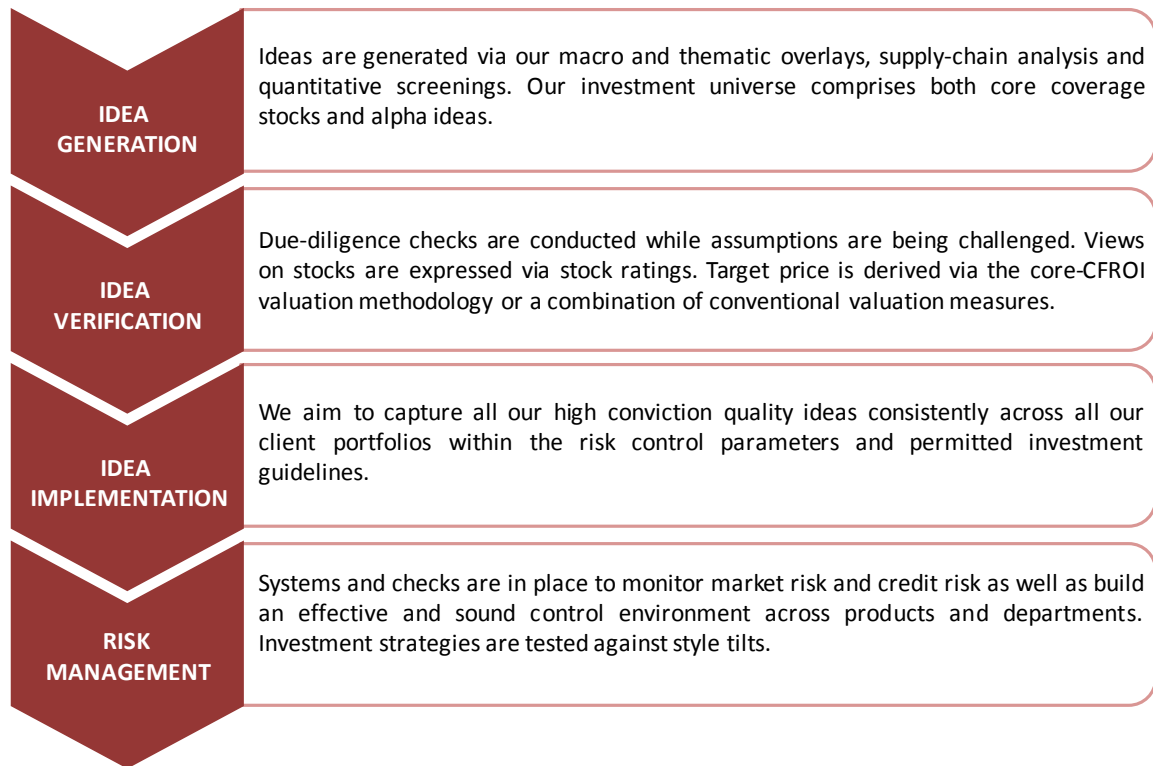 IDEA
GENERATION
Ideas are generated via our macro and thematic overlays, supply-chain analysis and
quantitative screenings. Our investment universe comprises both core coverage
stocks and alpha ideas.
IDEA
VERIFICATION
Due-diligence checks are conducted while assumptions are being challenged. Views
on stocks are expressed via stock ratings. Target price is derived via the core-CFROI
valuation methodology or a combination of conventional valuation measures.
IDEA
IMPLEMENTATION
We aim to capture all our high conviction quality ideas consistently across all our
client portfolios within the risk control parameters and permitted investment
guidelines.
RISK
MANAGEMENT
Systems and checks are in place to monitor market risk and credit risk as well as build
an effective and sound control environment across products and departments.
Investment strategies are tested against style tilts.